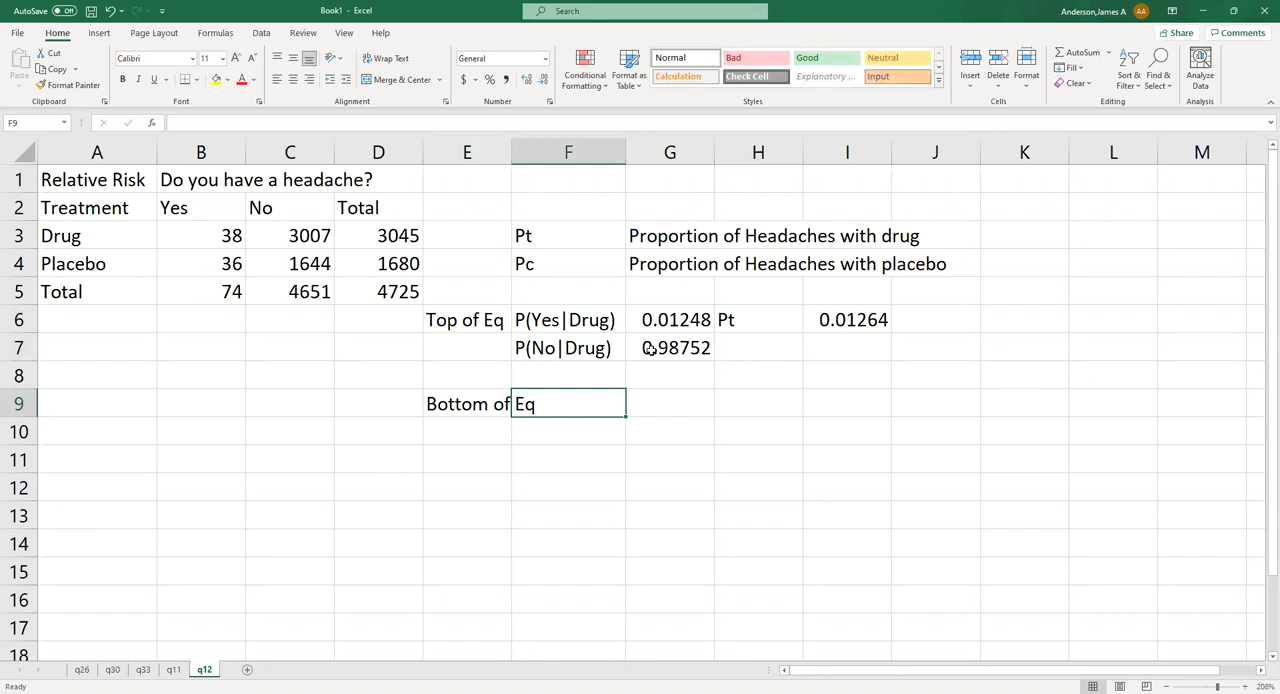 AutoSave Off Book1 - Excel Search Anderson,James A AA
File Home Insert Page Layout Formulas Data Review View Help Share Comments
Paste Cut Copy Format Painter
Calibri 11 A A
B I U A
Wrap Text
Merge & Center
General
$ % ,
Conditional Formatting Format as Table
Normal Bad Good Neutral
Calculation Check Cell Explanatory ... Input
Insert Delete Format
AutoSum Fill Clear
Sort & Filter Find & Select Analyze Data
Clipboard Font Alignment Number Styles Cells Editing Analysis
F9 fx
A B C D E F G H I J K L M
1 Relative Risk Do you have a headache?
2 Treatment Yes No Total
3 Drug 38 3007 3045 Pt Proportion of Headaches with drug
4 Placebo 36 1644 1680 Pc Proportion of Headaches with placebo
5 Total 74 4651 4725
6 Top of Eq P(Yes|Drug) 0.01248 Pt 0.01264
7 P(No|Drug) 0.98752
8
9 Bottom of Eq
10
11
12
13
14
15
16
17
18
q26 q30 q33 q11 q12
Ready 208%